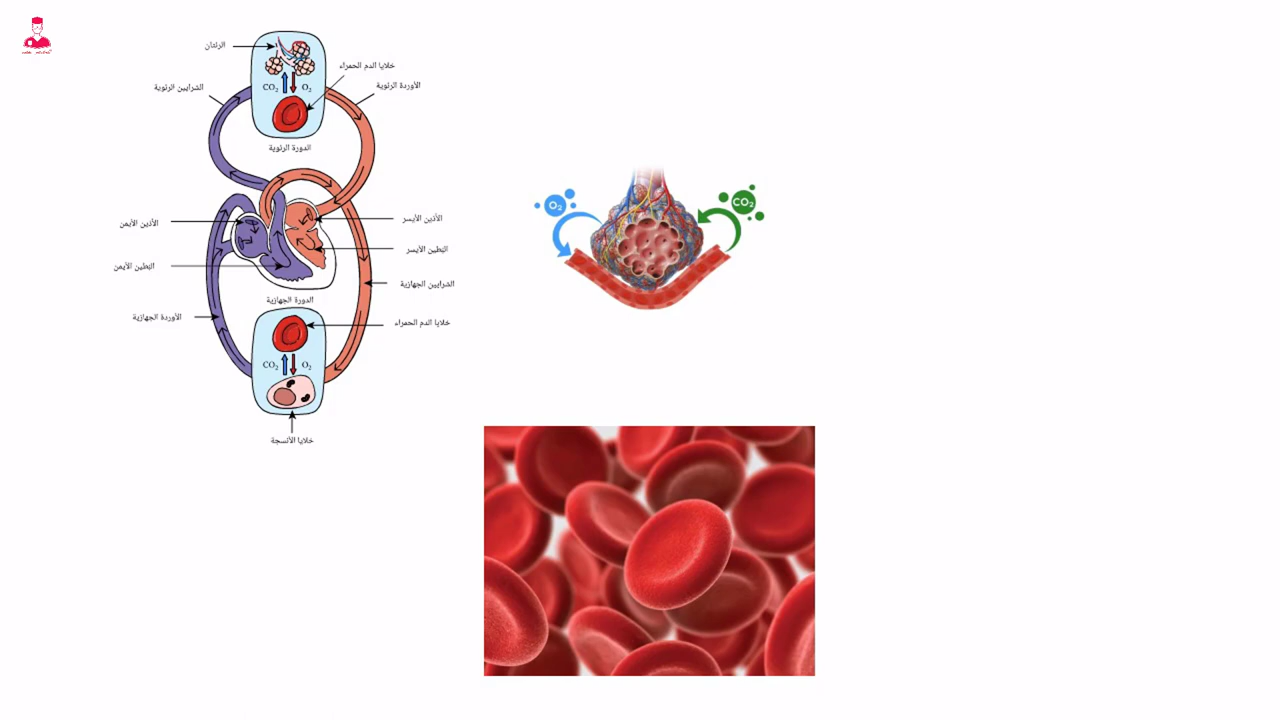 الرئتان
خلايا الدم الحمراء
الشرايين الرئوية
الأوردة الرئوية
CO2
O2
الدورة الرئوية
الأذين الأيمن
الأذين الأيسر
البطين الأيسر
البطين الأيمن
الشرايين الجهازية
الدورة الجهازية
الأوردة الجهازية
خلايا الدم الحمراء
CO2
O2
خلايا الأنسجة
O2
CO2